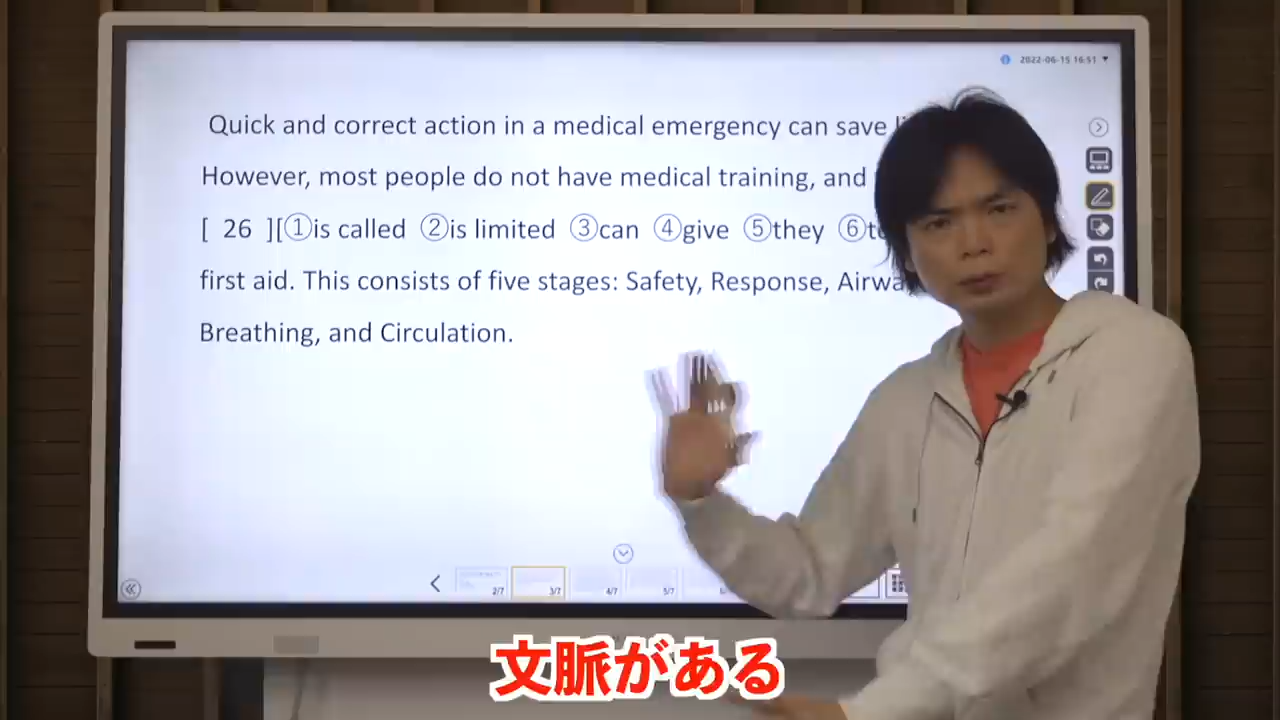 2022-06-15 16:51
Quick and correct action in a medical emergency can save
However, most people do not have medical training, and
[ 26 ][①is called ②is limited ③can ④give ⑤they ⑥
first aid. This consists of five stages: Safety, Response,
Breathing, and Circulation.
2/7 3/7 4/7 5/7
文脈がある